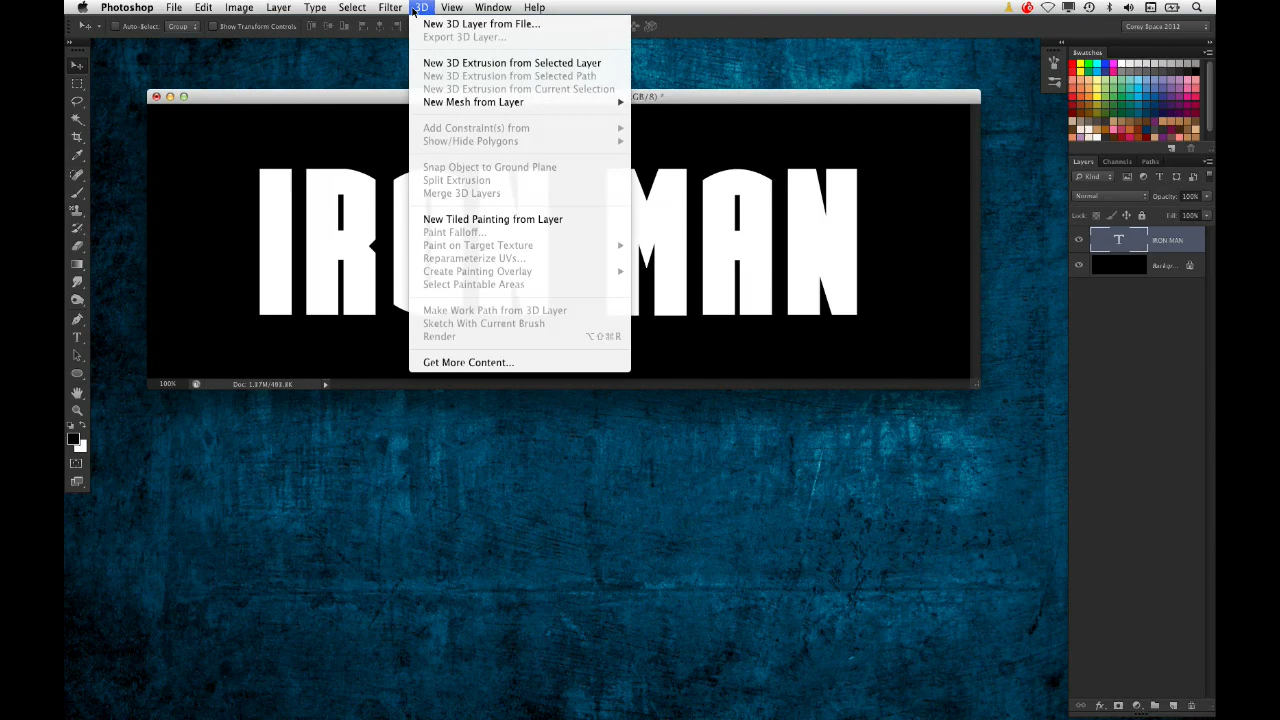 Photoshop File Edit Image Layer Type Select Filter 3D View Window Help
Auto-Select: Group Show Transform Controls Corey Space 2012
New 3D Layer from File...
Export 3D Layer...
New 3D Extrusion from Selected Layer
New 3D Extrusion from Selected Path
New 3D Extrusion from Current Selection
New Mesh from Layer
Add Constraint(s) from
Show/Hide Polygons
Snap Object to Ground Plane
Split Extrusion
Merge 3D Layers
New Tiled Painting from Layer
Paint Falloff...
Paint on Target Texture
Reparameterize UVs...
Create Painting Overlay
Select Paintable Areas
Make Work Path from 3D Layer
Sketch With Current Brush
Render ⌥⇧⌘R
Get More Content...
GB/8) *
IRON MAN
100% Doc: 1.37M/493.8K
Swatches
Layers Channels Paths
Kind
Normal Opacity: 100%
Lock: Fill: 100%
T IRON MAN
Backgr...